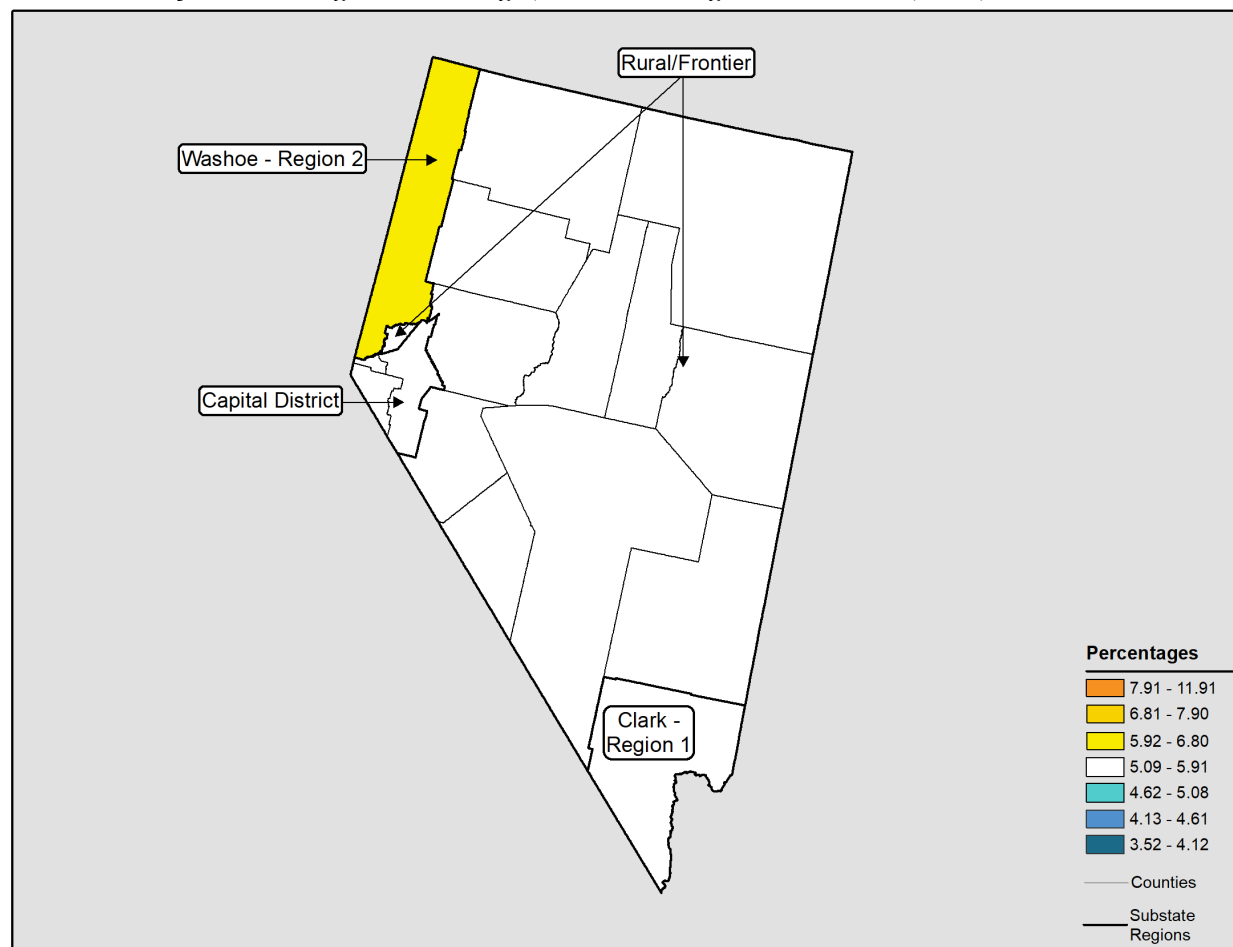 Rural/Frontier
Washoe - Region 2
Capital District
Clark -
Region 1
Percentages
7.91 - 11.91
6.81 - 7.90
5.92 - 6.80
5.09 - 5.91
4.62 - 5.08
4.13 - 4.61
3.52 - 4.12
Counties
Substate
Regions